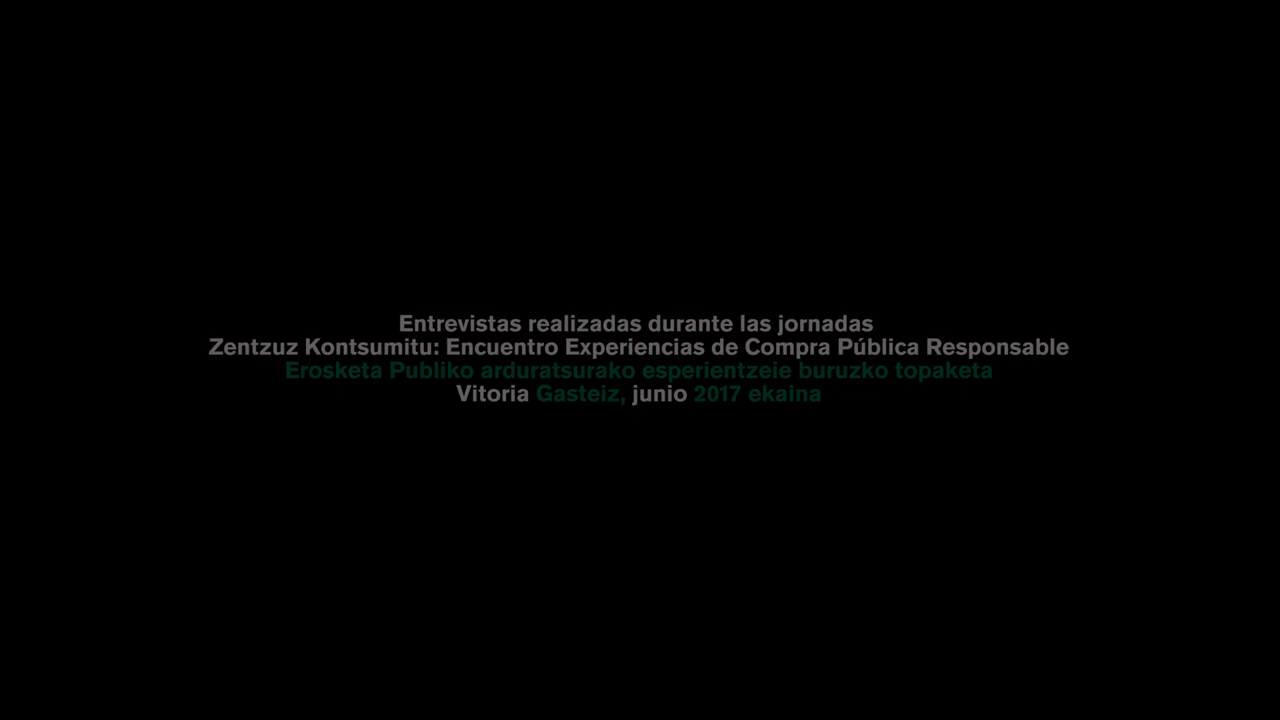 Entrevistas realizadas durante las jornadas
Zentzuz Kontsumitu: Encuentro Experiencias de Compra Pública Responsable
Erosketa Publiko arduratsurako esperientzeie buruzko topaketa
Vitoria Gasteiz, junio 2017 ekaina